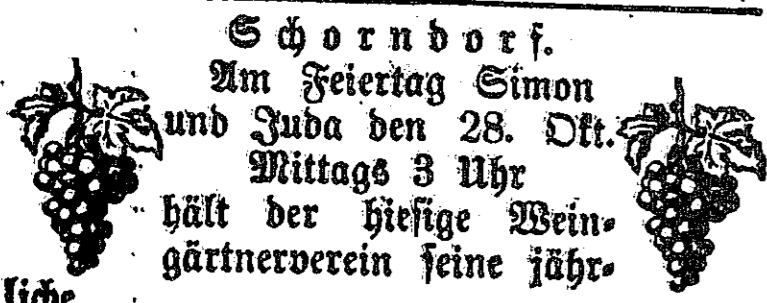 Schorndorf.
Am Feiertag Simon
und Juda den 28. Okt.
Mittags 3 Uhr
hält der hiesige Wein-
gärtnerverein seine jähr-
liche